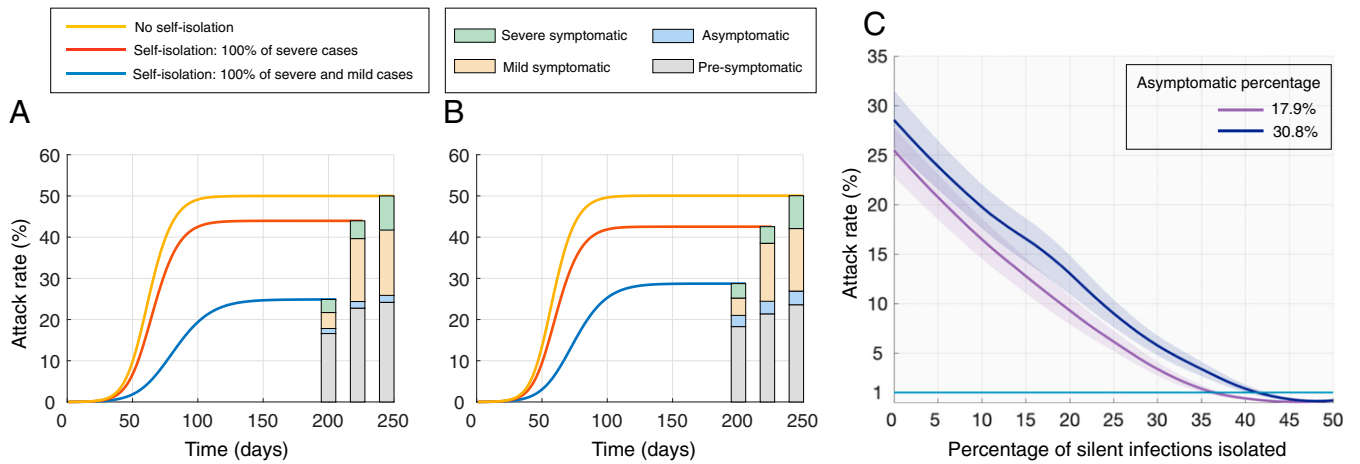 No self-isolation
Self-isolation: 100% of severe cases
Self-isolation: 100% of severe and mild cases
Severe symptomatic
Asymptomatic
Mild symptomatic
Pre-symptomatic
A
60
50
40
30
20
10
0
Attack rate (%)
0 50 100 150 200 250
Time (days)
B
60
50
40
30
20
10
0
0 50 100 150 200 250
Time (days)
C
35
30
25
20
15
10
5
1
Attack rate (%)
Asymptomatic percentage
17.9%
30.8%
0 5 10 15 20 25 30 35 40 45 50
Percentage of silent infections isolated